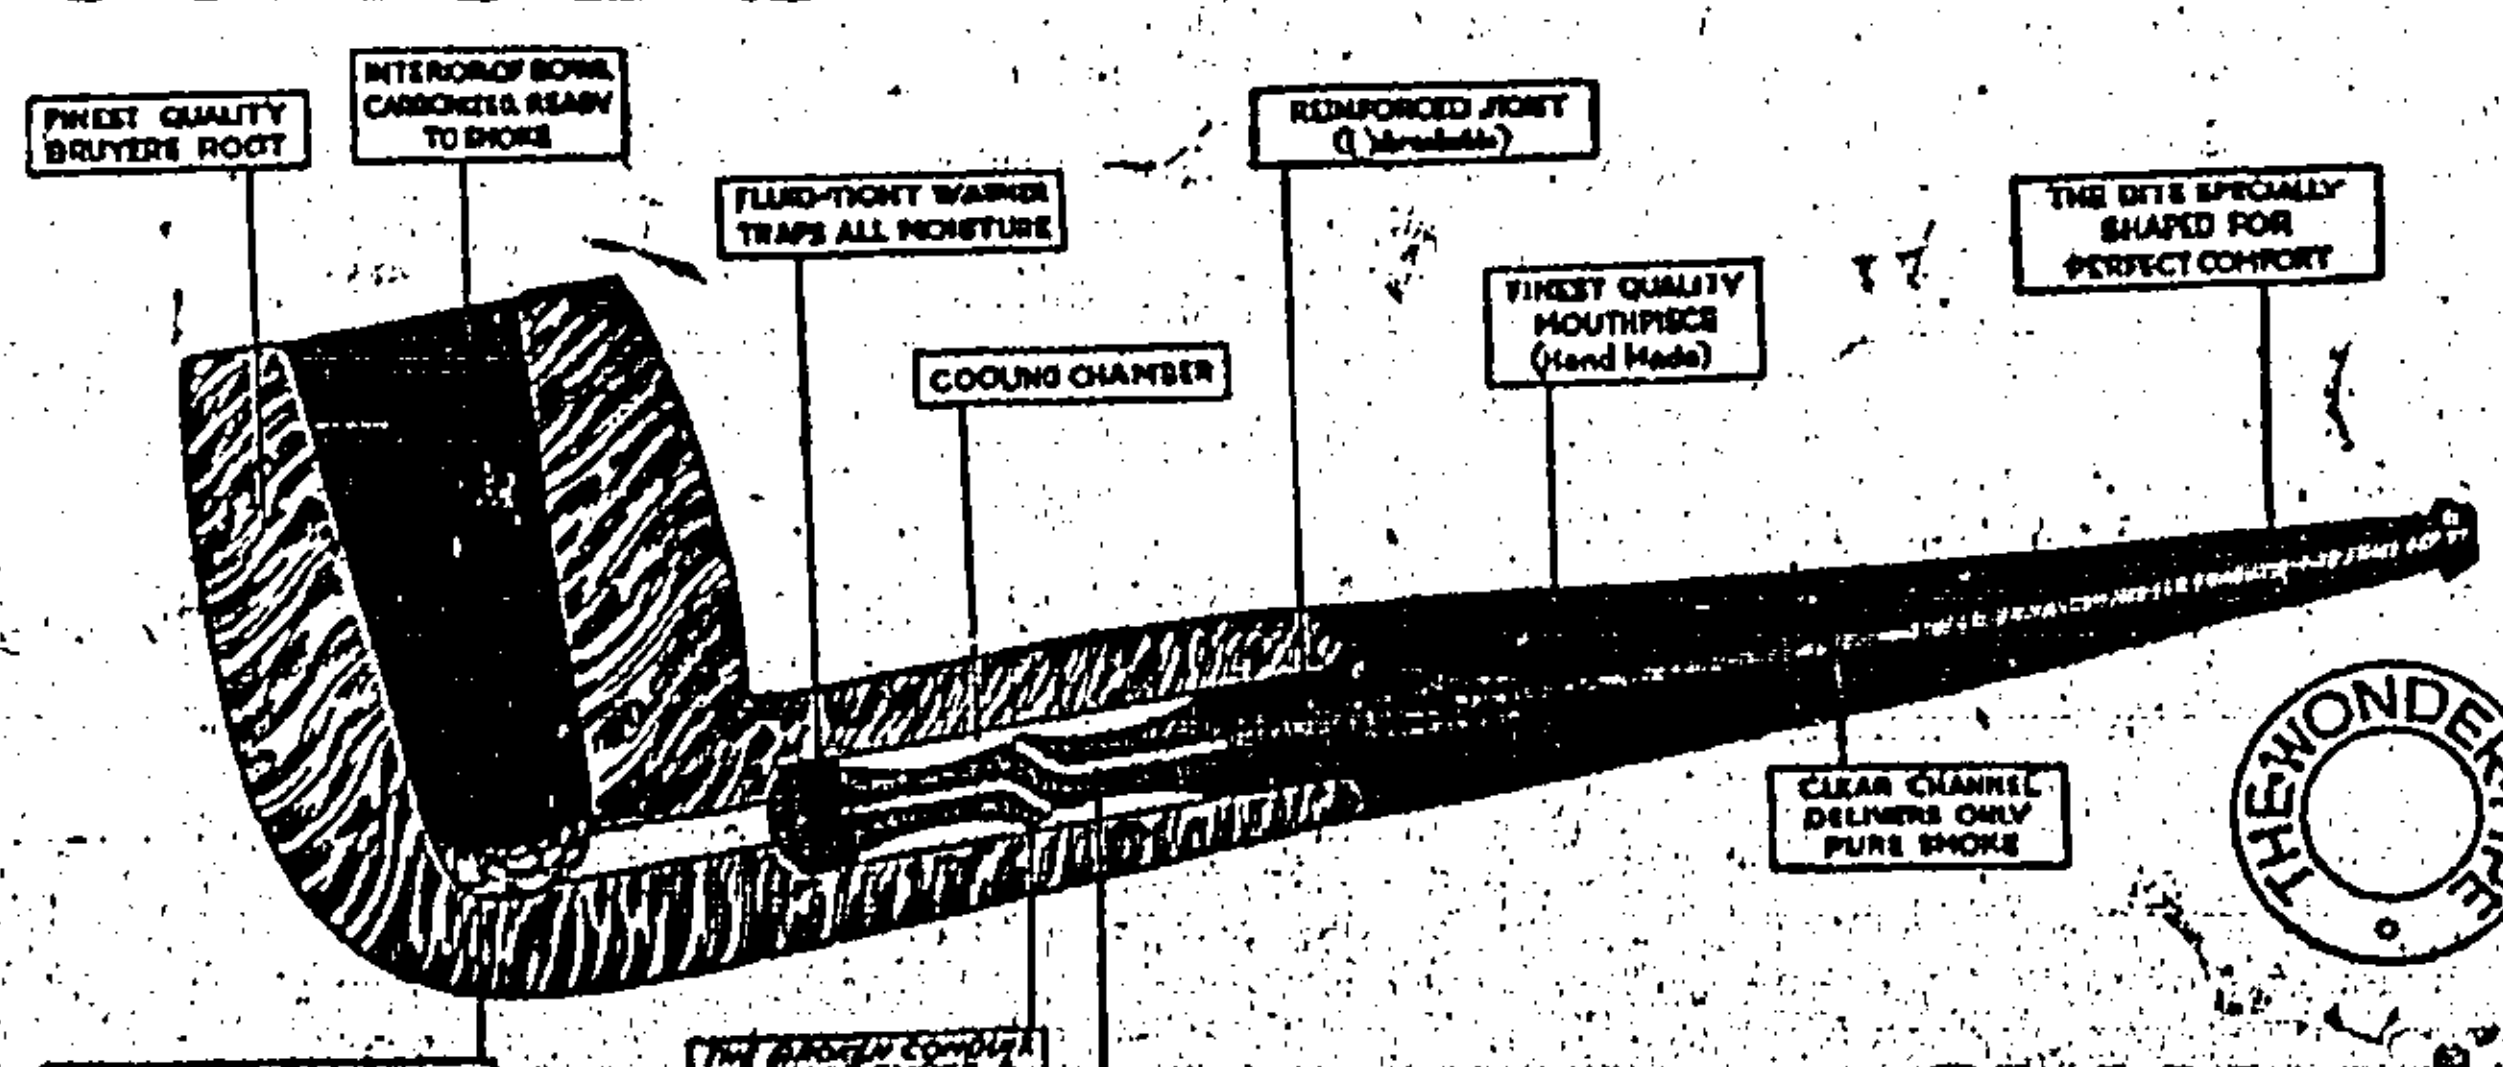 FINEST QUALITY
BRUYERE ROOT
INTERIOR OF BOWL
CARBONIZED, READY
TO SMOKE
FLUID-TIGHT WASHER
TRAPS ALL MOISTURE
COOLING CHAMBER
REINFORCED JOINT
FINEST QUALITY
MOUTHPIECE
(Hand Made)
THE BITE SPECIALLY
SHAPED FOR
PERFECT COMFORT
CLEAR CHANNEL
DELIVERS ONLY
PURE SMOKE
THE WONDER PIPE
THE